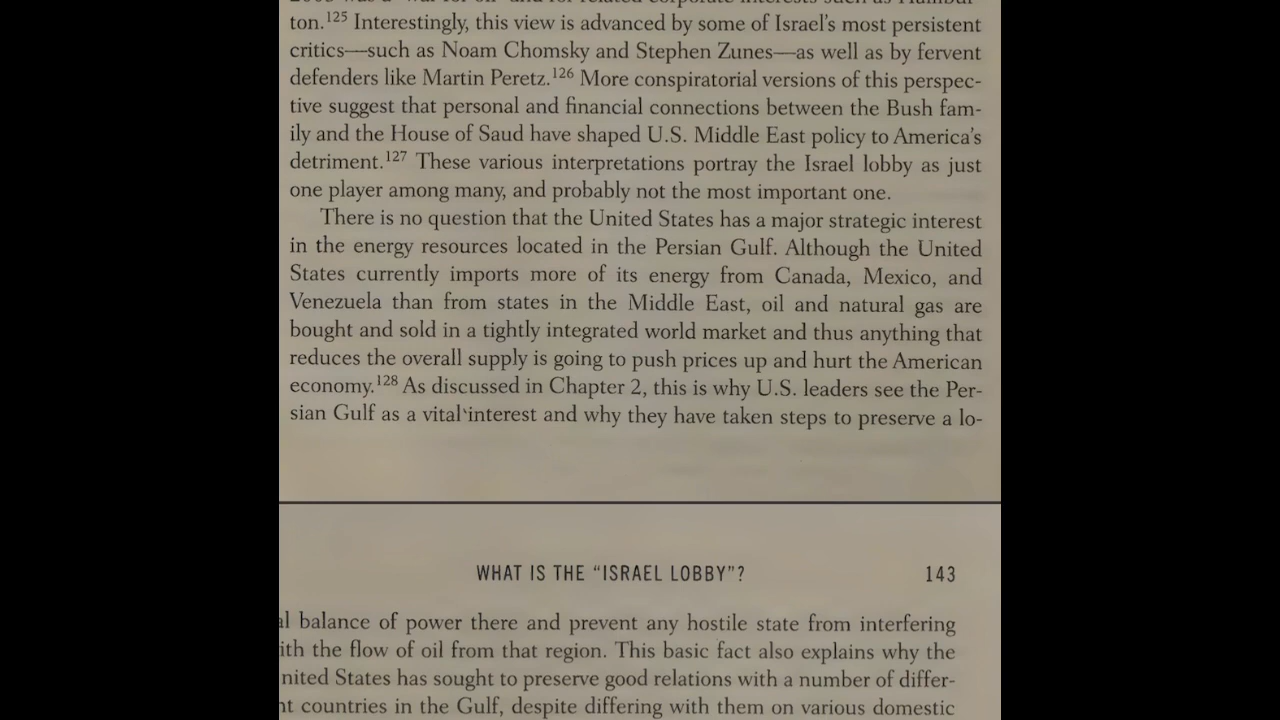 ton.125 Interestingly, this view is advanced by some of Israel's most persistent
critics—such as Noam Chomsky and Stephen Zunes—as well as by fervent
defenders like Martin Peretz.126 More conspiratorial versions of this perspec-
tive suggest that personal and financial connections between the Bush fam-
ily and the House of Saud have shaped U.S. Middle East policy to America's
detriment.127 These various interpretations portray the Israel lobby as just
one player among many, and probably not the most important one.
There is no question that the United States has a major strategic interest
in the energy resources located in the Persian Gulf. Although the United
States currently imports more of its energy from Canada, Mexico, and
Venezuela than from states in the Middle East, oil and natural gas are
bought and sold in a tightly integrated world market and thus anything that
reduces the overall supply is going to push prices up and hurt the American
economy.128 As discussed in Chapter 2, this is why U.S. leaders see the Per-
sian Gulf as a vital interest and why they have taken steps to preserve a lo-
WHAT IS THE “ISRAEL LOBBY”? 143
al balance of power there and prevent any hostile state from interfering
ith the flow of oil from that region. This basic fact also explains why the
nited States has sought to preserve good relations with a number of differ-
nt countries in the Gulf, despite differing with them on various domestic